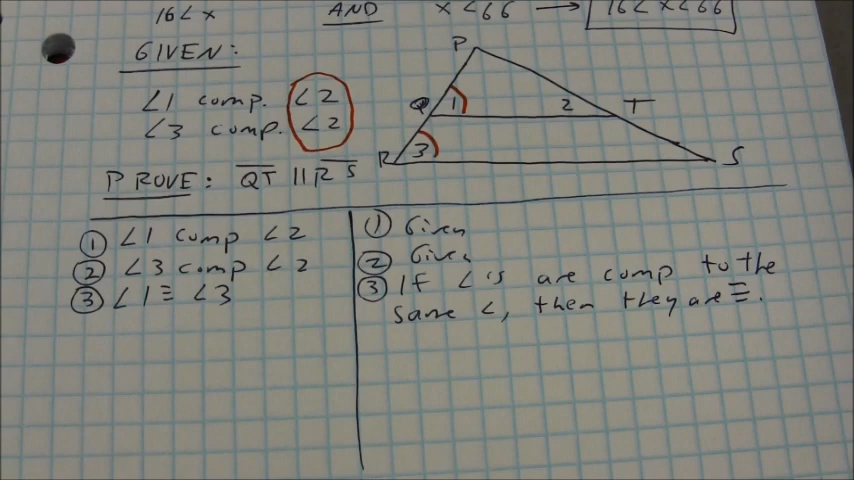 16 < x AND x < 66 → 16 < x < 66
GIVEN:
∠1 comp. ∠2
∠3 comp. ∠2
PROVE: QT || RS
P
Q 1 2 T
R 3 S
① ∠1 comp ∠2
② ∠3 comp ∠2
③ ∠1 ≅ ∠3
① Given
② Given
③ If ∠'s are comp to the
same ∠, then they are ≅.